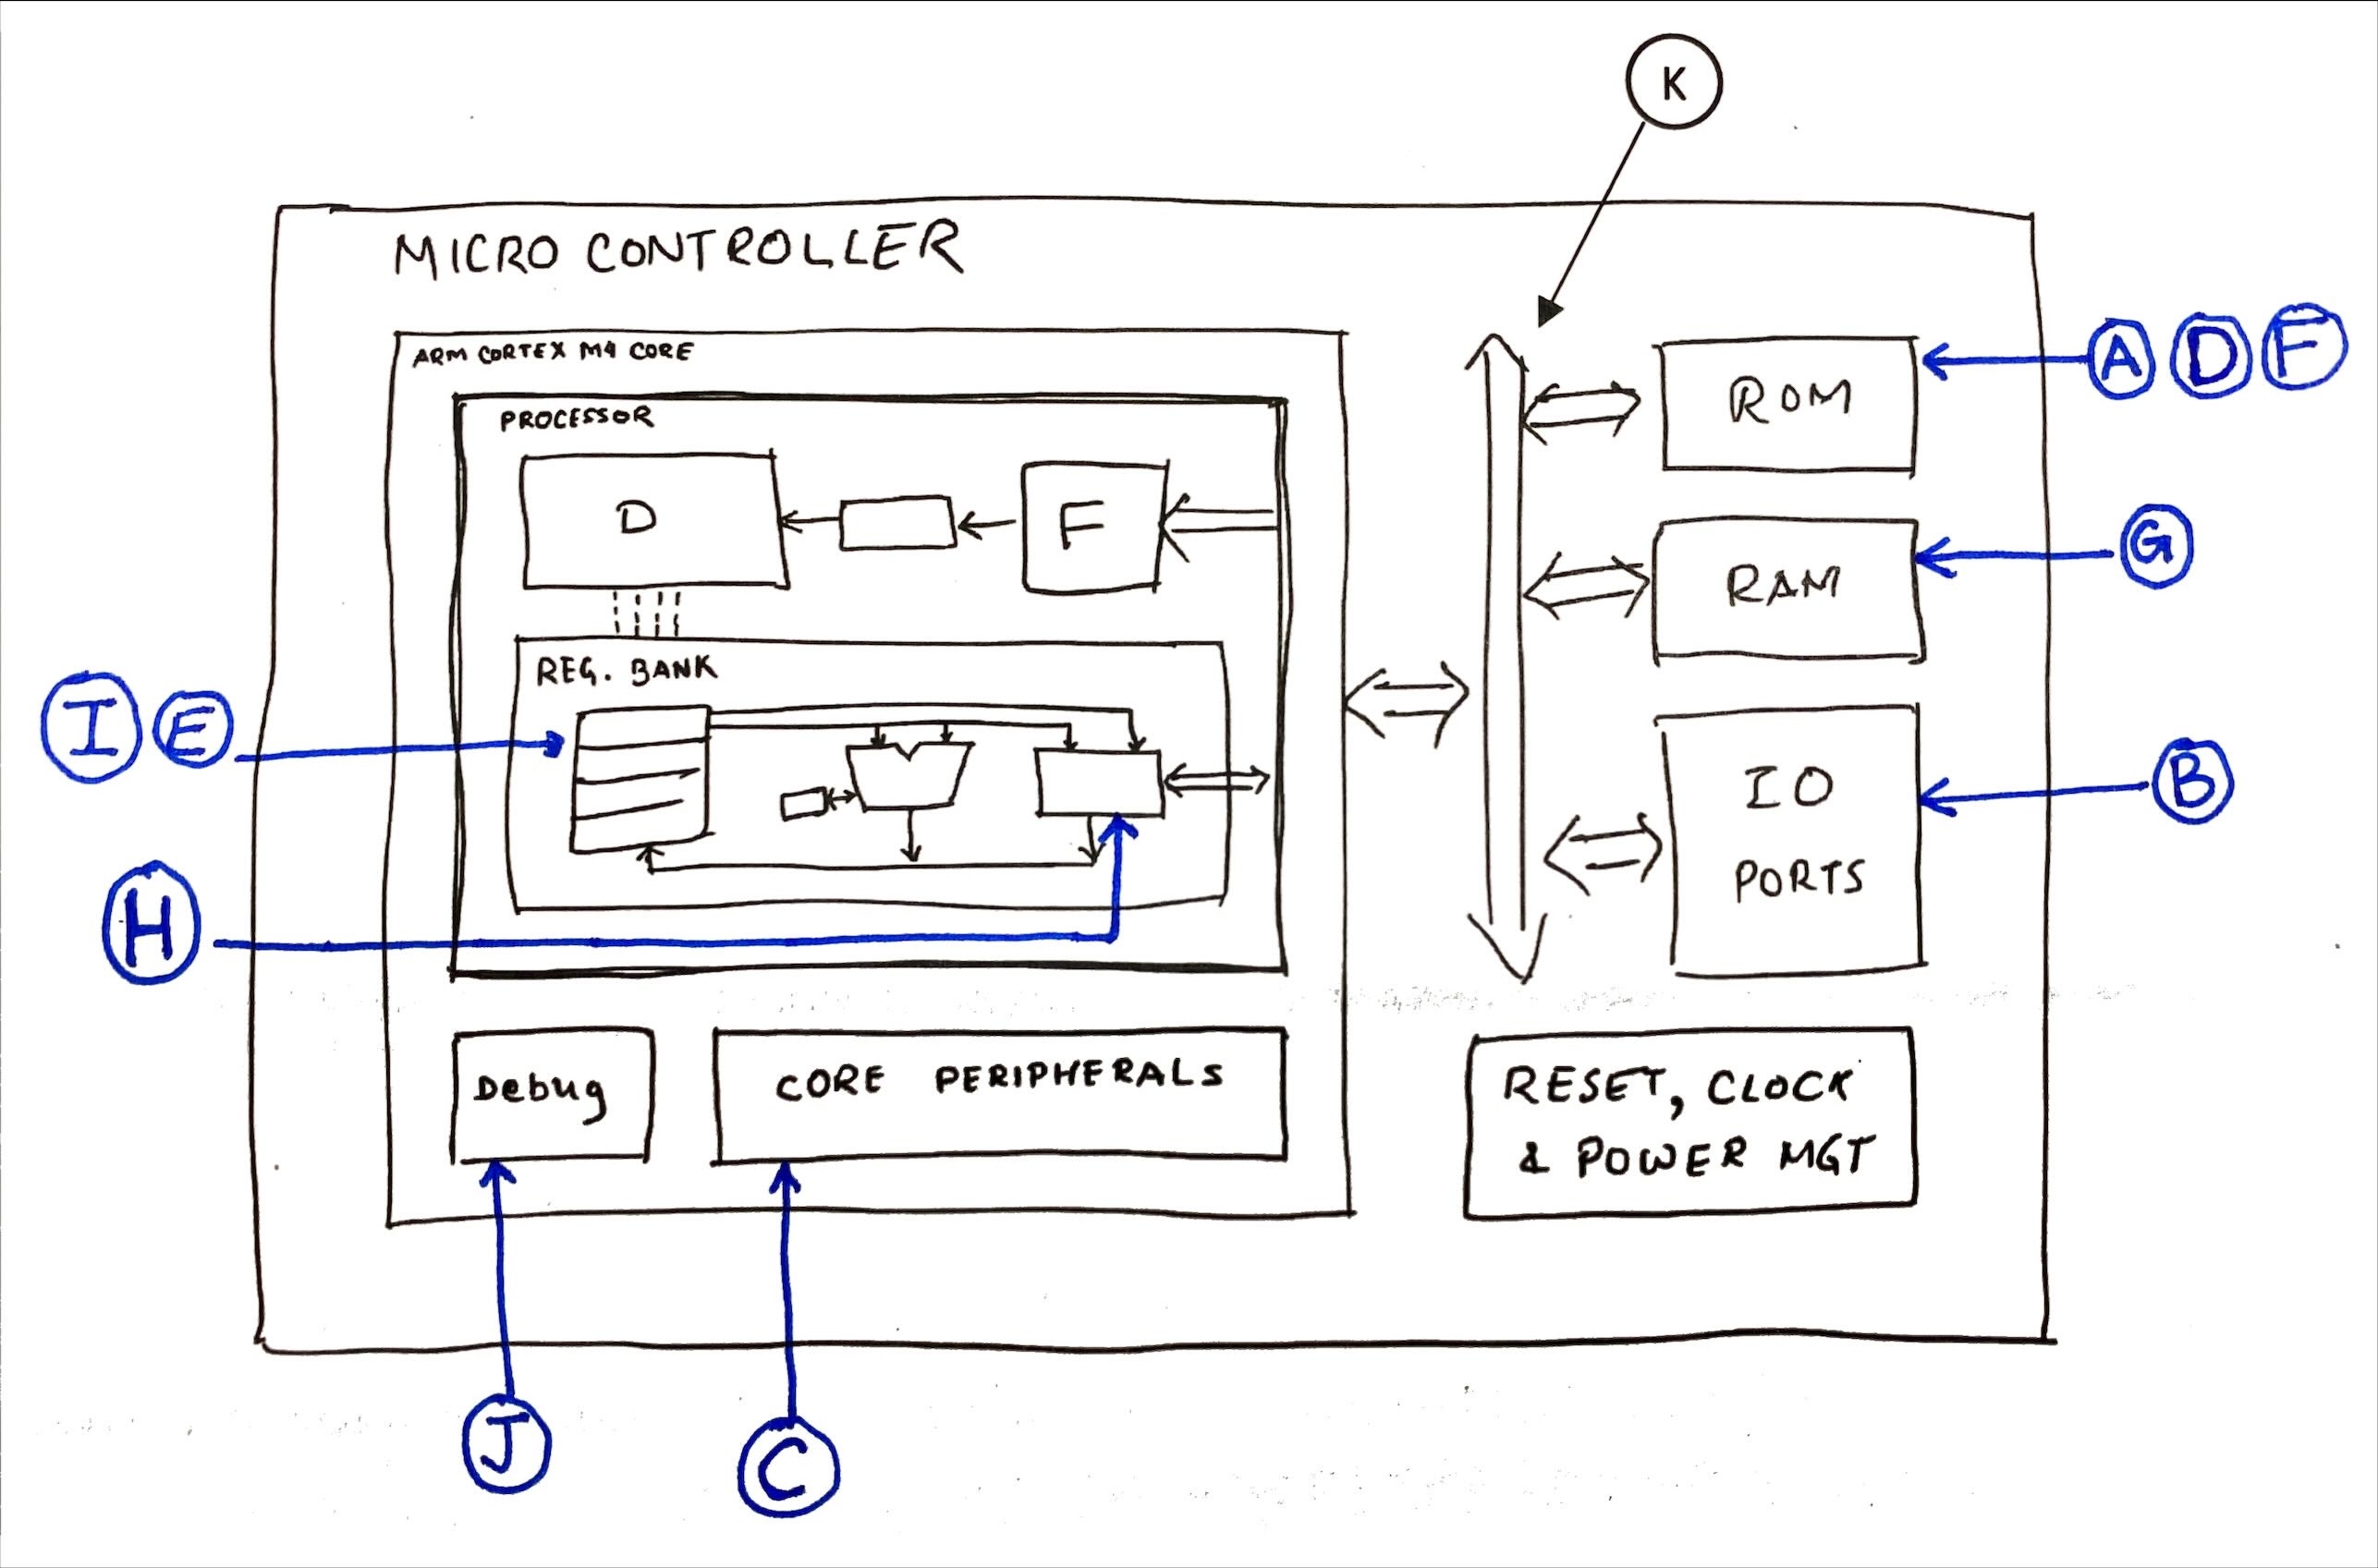 K
MICRO CONTROLLER
ARM CORTEX M4 CORE
PROCESSOR
D
F
REG. BANK
ROM
RAM
IO
PORTS
A D F
G
B
I E
H
Debug
CORE PERIPHERALS
RESET, CLOCK
& POWER MGT
J
C